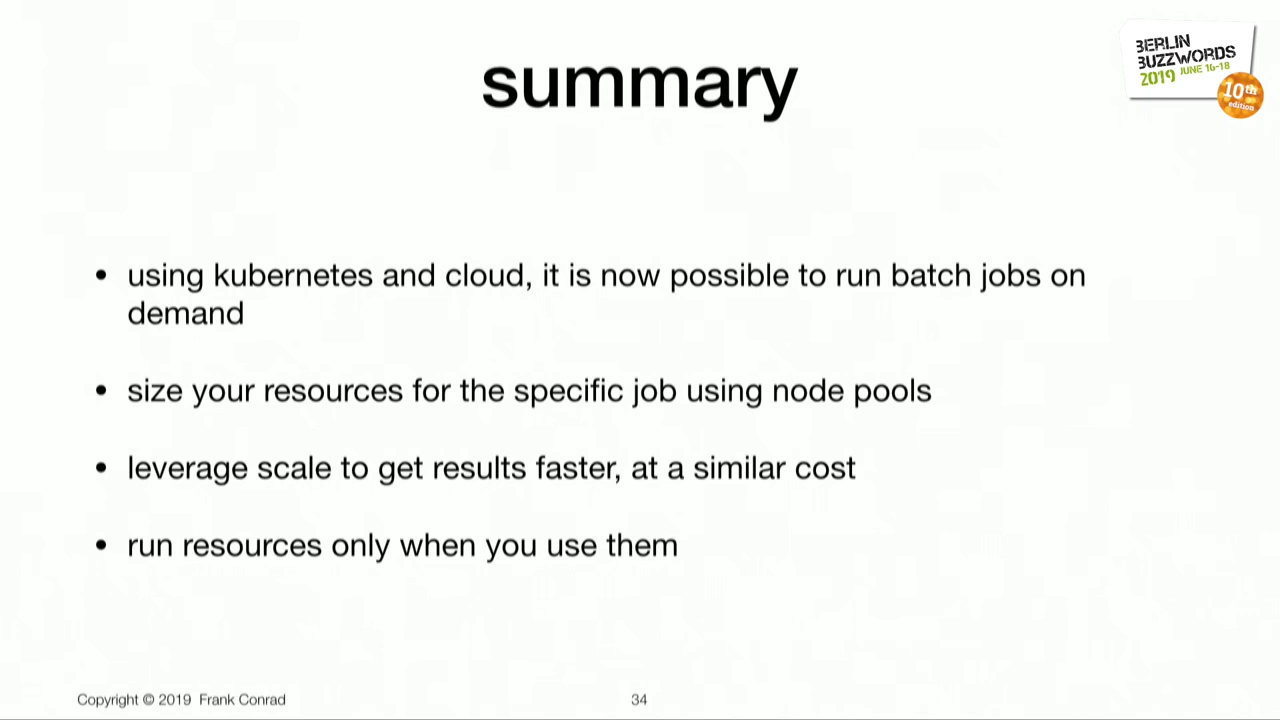 BERLIN
BUZZWORDS
2019 JUNE 16-18
10th
edition
summary
• using kubernetes and cloud, it is now possible to run batch jobs on
demand
• size your resources for the specific job using node pools
• leverage scale to get results faster, at a similar cost
• run resources only when you use them
Copyright © 2019 Frank Conrad
34